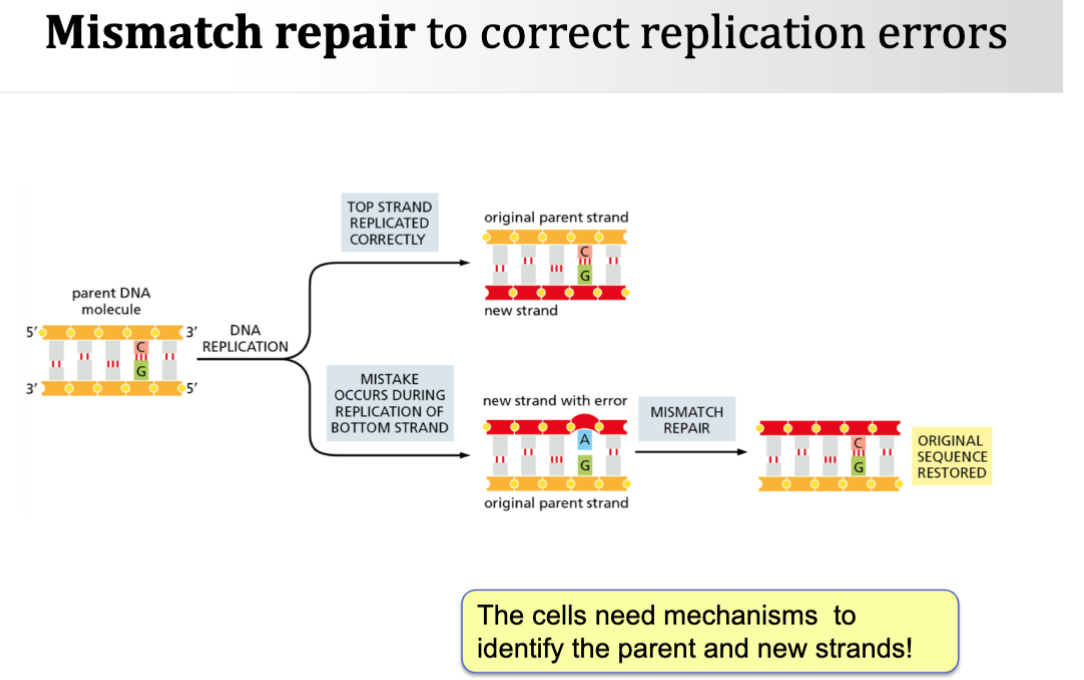 Mismatch repair to correct replication errors
TOP STRAND
REPLICATED
CORRECTLY
original parent strand
C
G
new strand
parent DNA
molecule
5′
3′
C
G
3′
5′
DNA
REPLICATION
MISTAKE
OCCURS DURING
REPLICATION OF
BOTTOM STRAND
new strand with error
A
G
original parent strand
MISMATCH
REPAIR
C
G
ORIGINAL
SEQUENCE
RESTORED
The cells need mechanisms to
identify the parent and new strands!